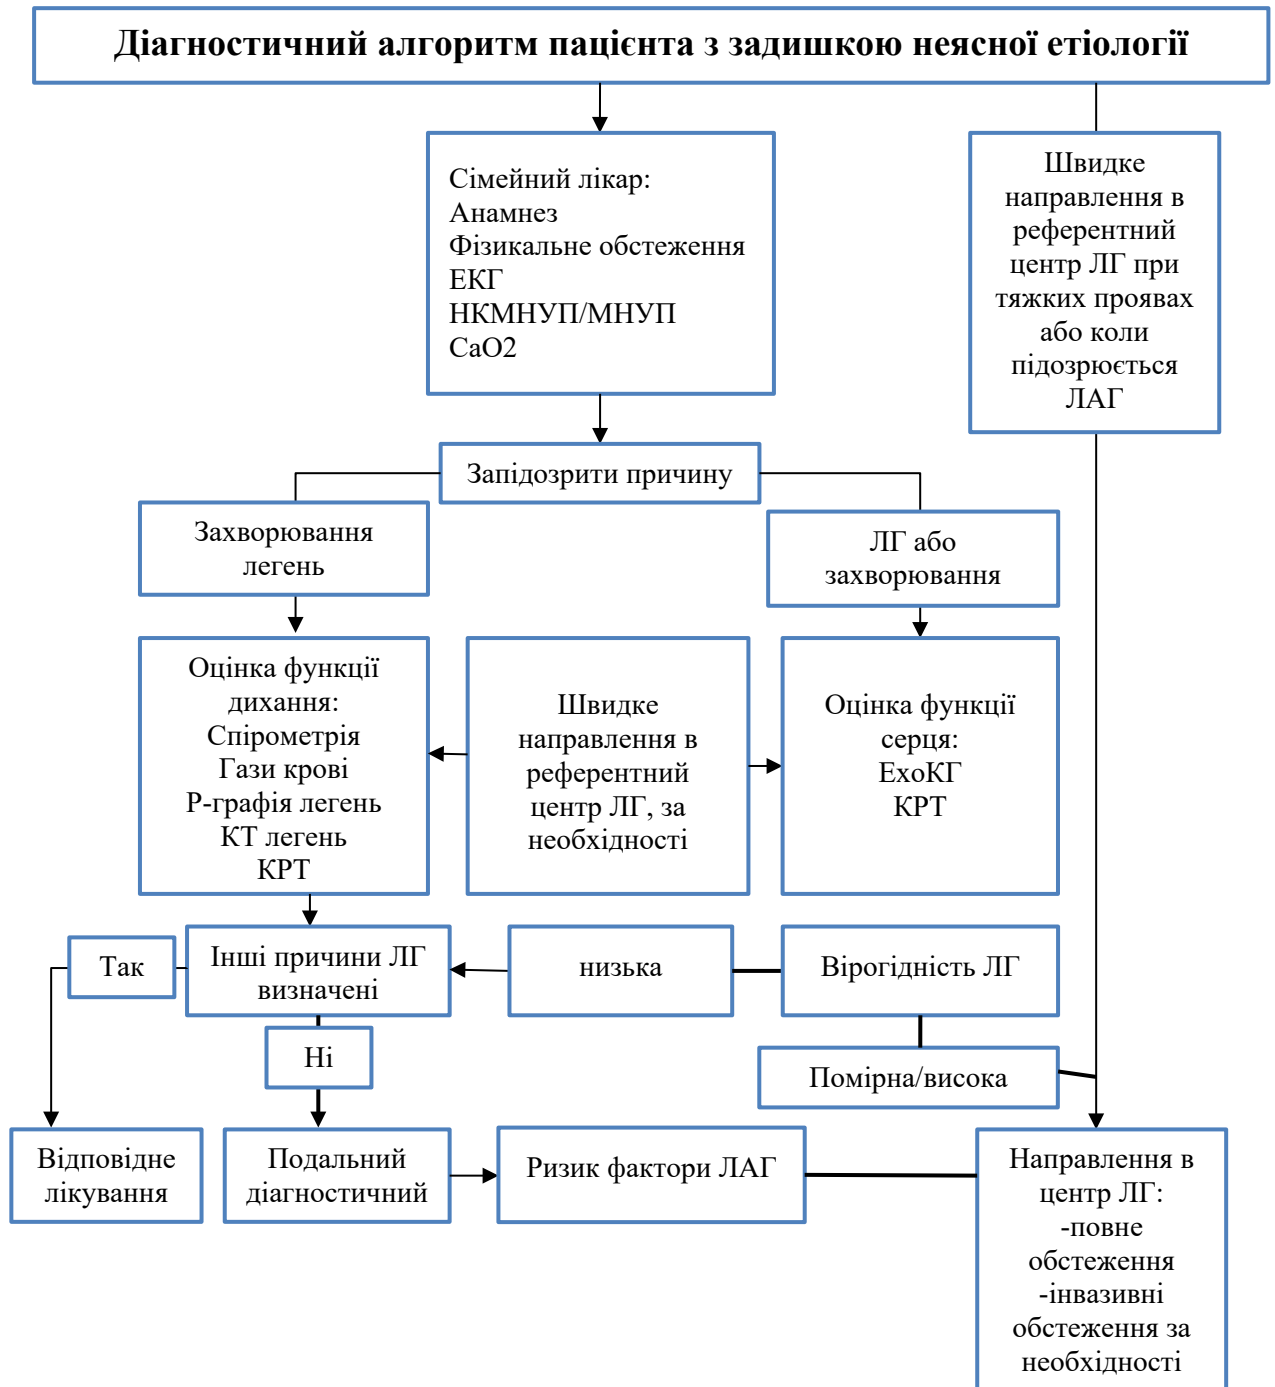 Діагностичний алгоритм пацієнта з задишкою неясної етіології
Сімейний лікар:
Анамнез
Фізикальне обстеження
ЕКГ
НКМНУП/МНУП
СаО2
Швидке
направлення в
референтний
центр ЛГ при
тяжких проявах
або коли
підозрюється
ЛАГ
Запідозрити причину
Захворювання
легень
ЛГ або
захворювання
Оцінка функції
дихання:
Спірометрія
Гази крові
Р-графія легень
КТ легень
КРТ
Швидке
направлення в
референтний
центр ЛГ, за
необхідності
Оцінка функції
серця:
ЕхоКГ
КРТ
Так
Інші причини ЛГ
визначені
низька
Вірогідність ЛГ
Ні
Помірна/висока
Відповідне
лікування
Подальний
діагностичний
Ризик фактори ЛАГ
Направлення в
центр ЛГ:
-повне
обстеження
-інвазивні
обстеження за
необхідності